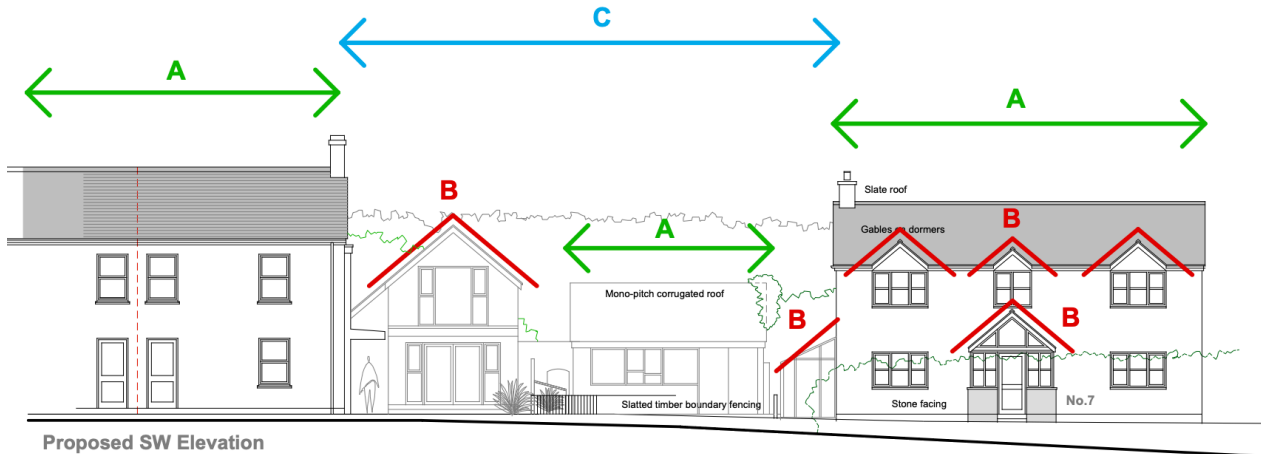 C
A
A
Slate roof
B
Gables on dormers
B
A
Mono-pitch corrugated roof
B
B
Slatted timber boundary fencing
Stone facing
No.7
Proposed SW Elevation